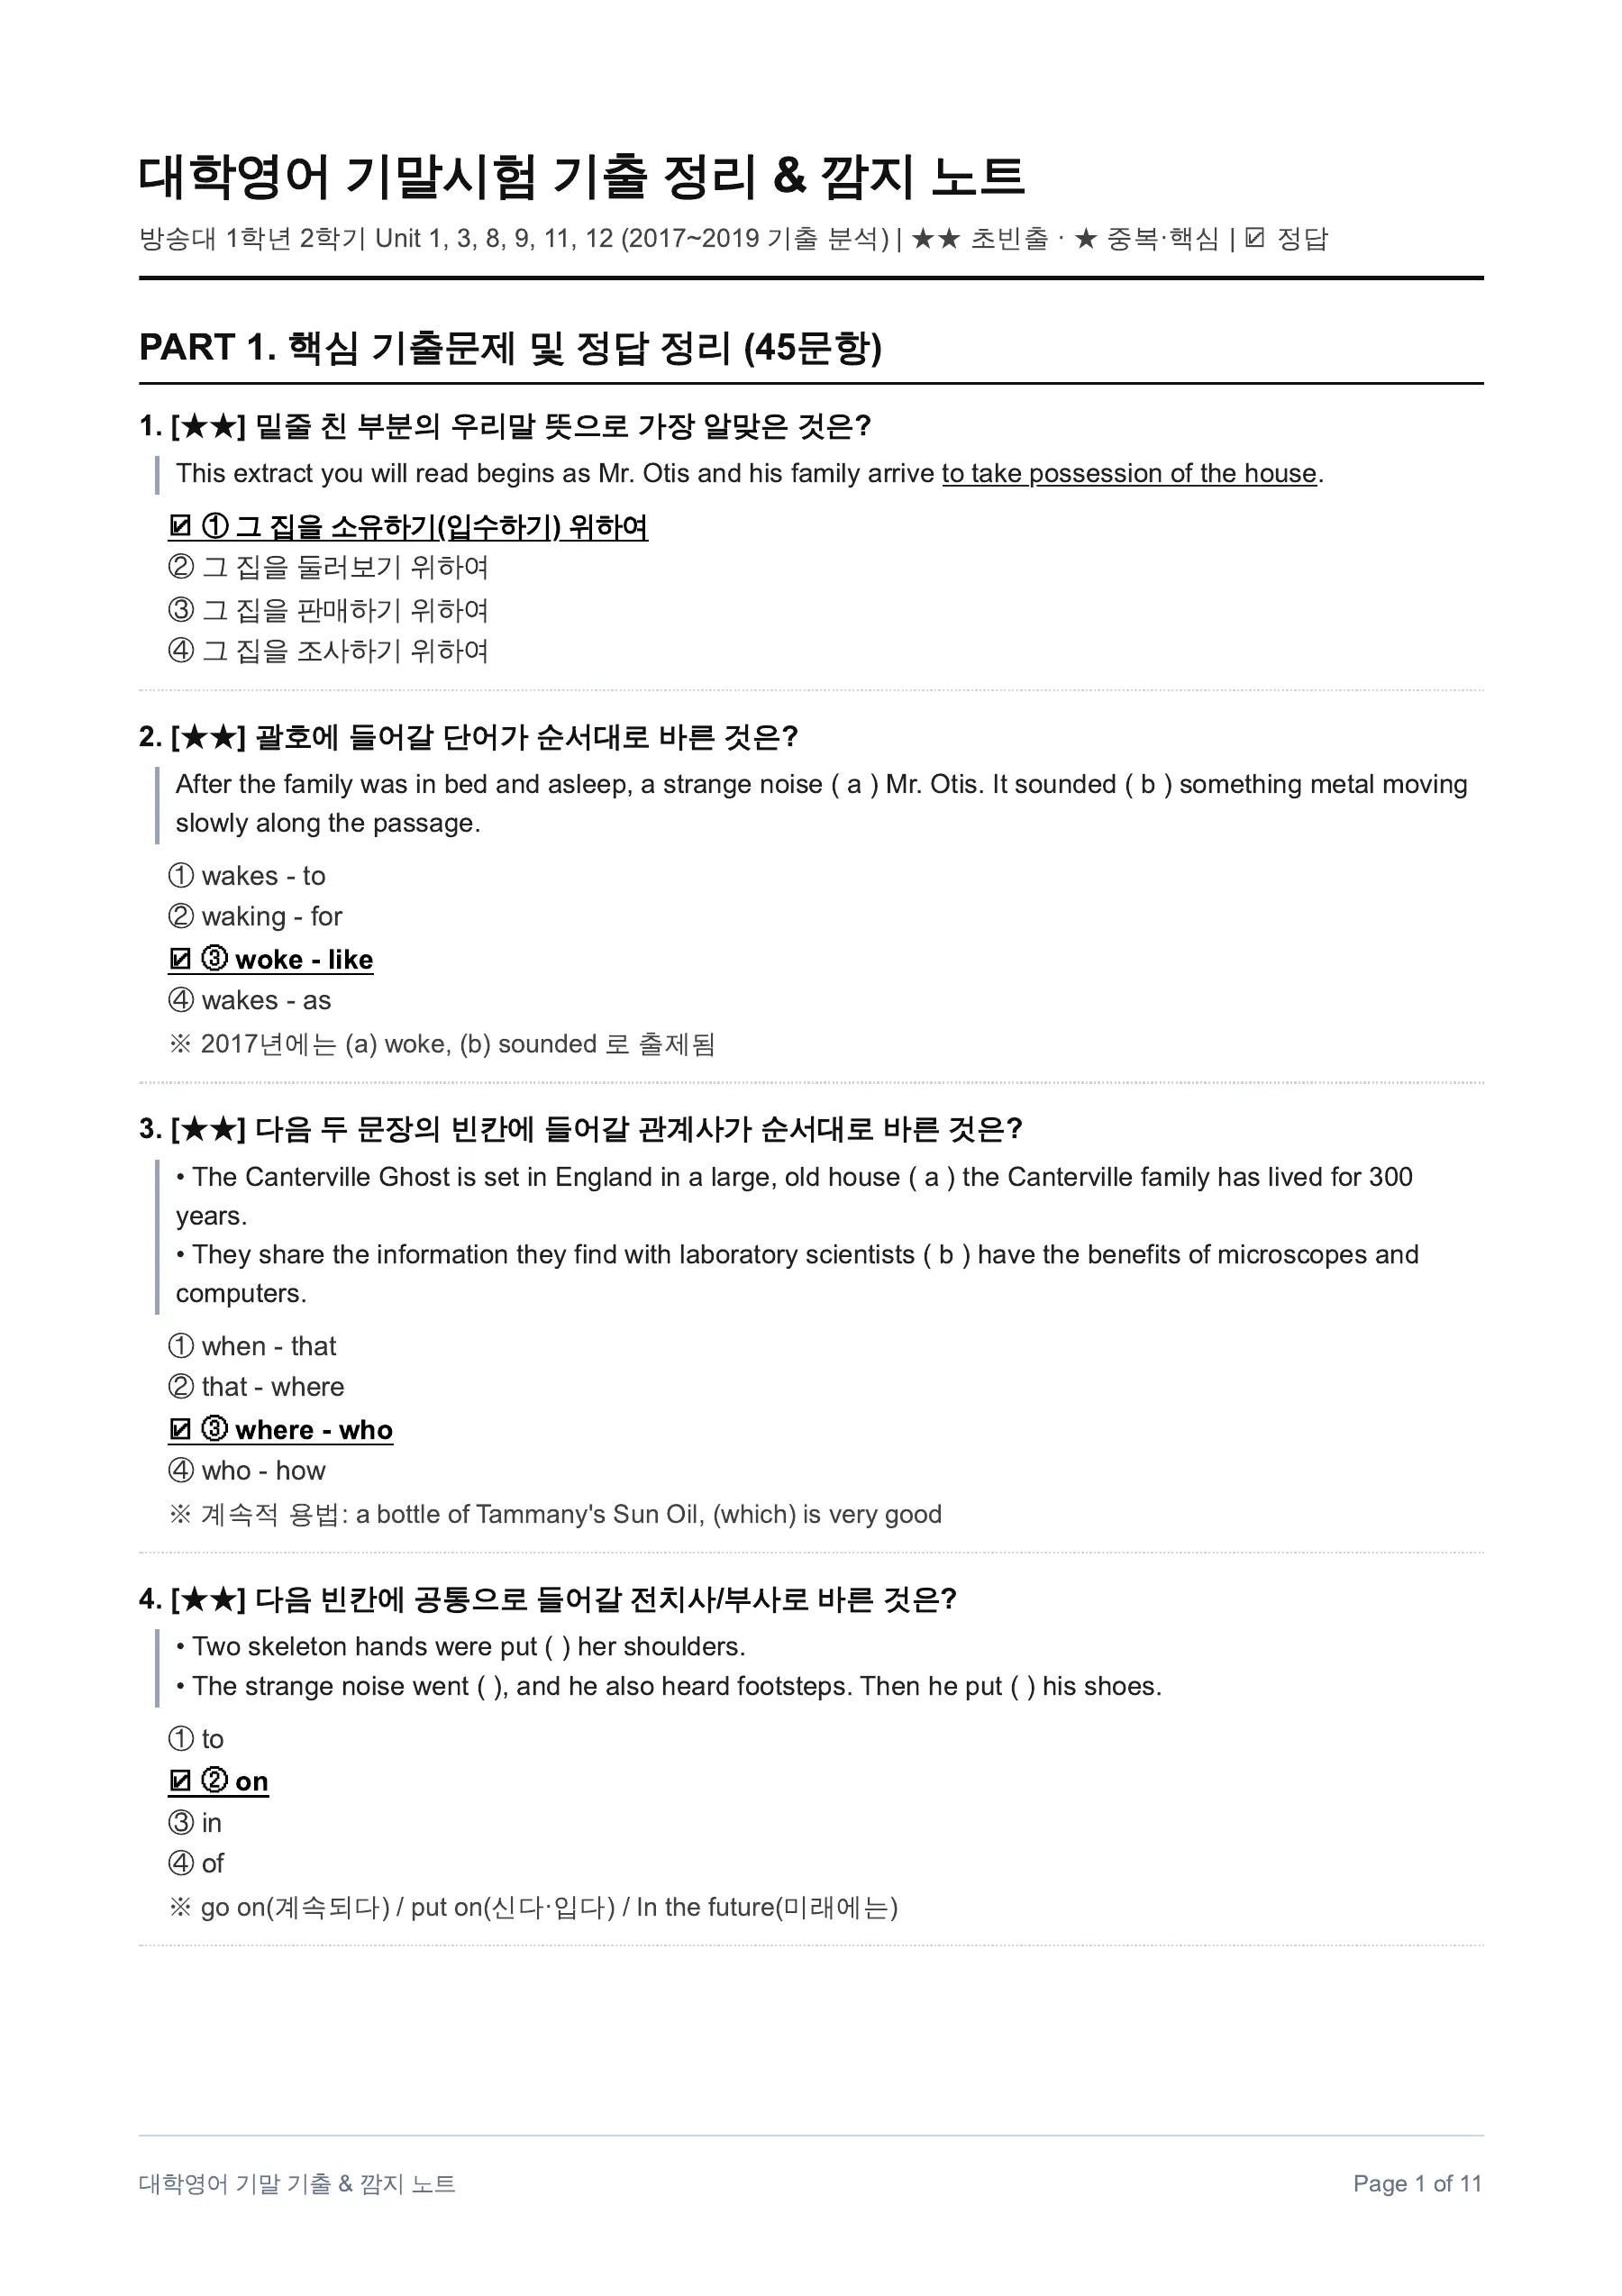 대학영어 기말시험 기출 정리 & 깜지 노트
방송대 1학년 2학기 Unit 1, 3, 8, 9, 11, 12 (2017~2019 기출 분석) | ★★ 초빈출 · ★ 중복·핵심 | ☑ 정답
PART 1. 핵심 기출문제 및 정답 정리 (45문항)
1. [★★] 밑줄 친 부분의 우리말 뜻으로 가장 알맞은 것은?
This extract you will read begins as Mr. Otis and his family arrive to take possession of the house.
☑ ① 그 집을 소유하기(입수하기) 위하여
② 그 집을 둘러보기 위하여
③ 그 집을 판매하기 위하여
④ 그 집을 조사하기 위하여
2. [★★] 괄호에 들어갈 단어가 순서대로 바른 것은?
After the family was in bed and asleep, a strange noise ( a ) Mr. Otis. It sounded ( b ) something metal moving
slowly along the passage.
① wakes - to
② waking - for
☑ ③ woke - like
④ wakes - as
※ 2017년에는 (a) woke, (b) sounded 로 출제됨
3. [★★] 다음 두 문장의 빈칸에 들어갈 관계사가 순서대로 바른 것은?
• The Canterville Ghost is set in England in a large, old house ( a ) the Canterville family has lived for 300
years.
• They share the information they find with laboratory scientists ( b ) have the benefits of microscopes and
computers.
① when - that
② that - where
☑ ③ where - who
④ who - how
※ 계속적 용법: a bottle of Tammany's Sun Oil, (which) is very good
4. [★★] 다음 빈칸에 공통으로 들어갈 전치사/부사로 바른 것은?
• Two skeleton hands were put ( ) her shoulders.
• The strange noise went ( ), and he also heard footsteps. Then he put ( ) his shoes.
① to
☑ ② on
③ in
④ of
※ go on(계속되다) / put on(신다·입다) / In the future(미래에는)
대학영어 기말 기출 & 깜지 노트
Page 1 of 11